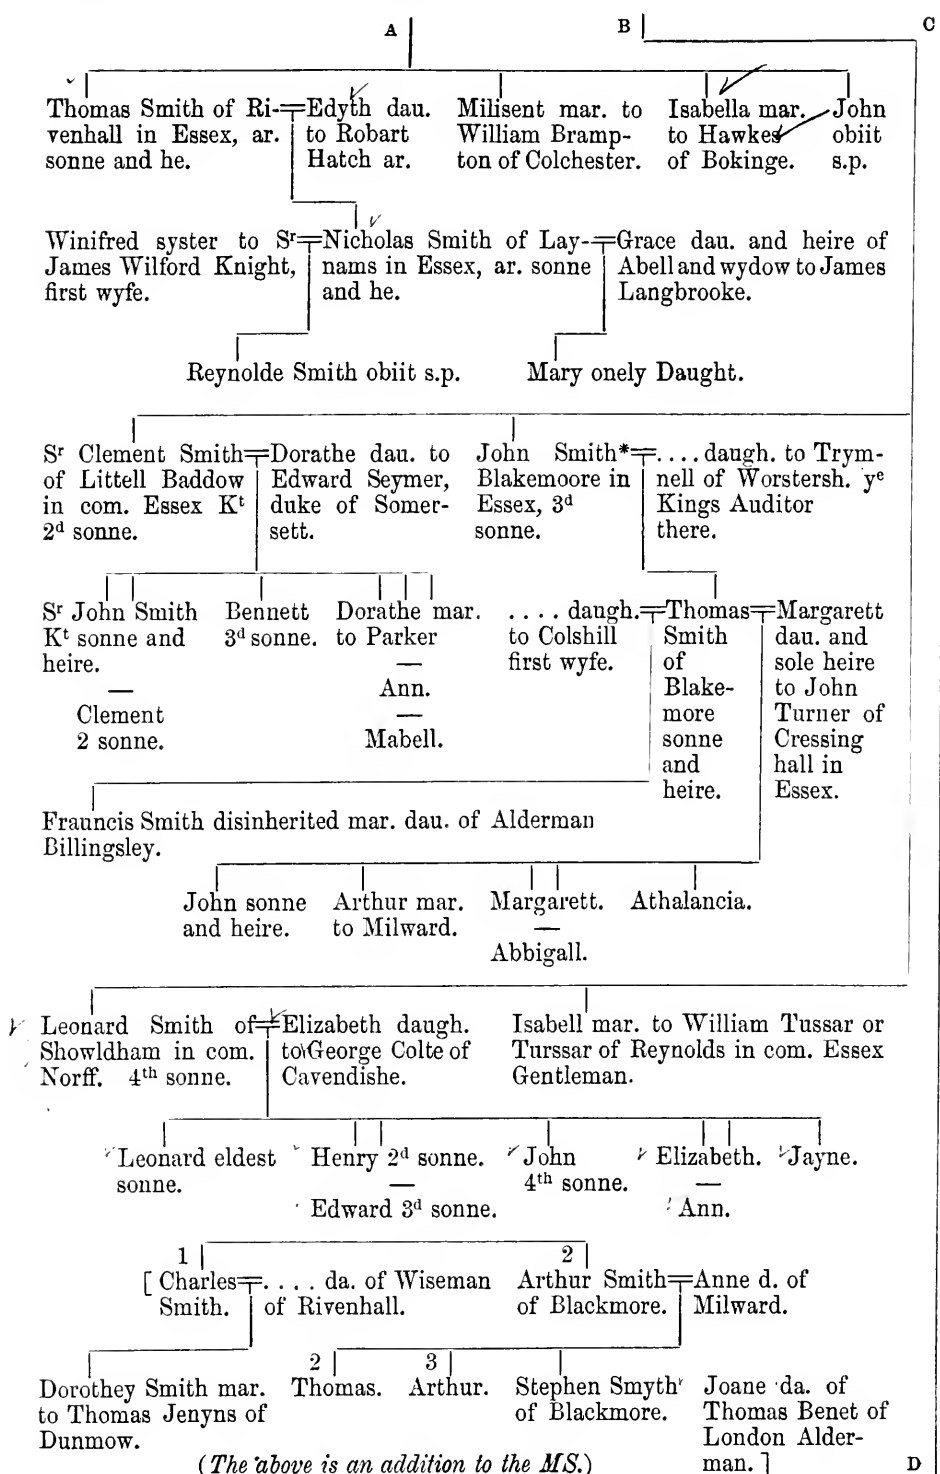 A B C
Thomas Smith of Ri-
venhall in Essex, ar.
sonne and he.
Edyth dau.
to Robart
Hatch ar.
Milisent mar. to
William Bramp-
ton of Colchester.
Isabella mar.
to Hawkes
of Bokinge.
John
obiit
s.p.
Winifred syster to Sr
James Wilford Knight,
first wyfe.
Nicholas Smith of Lay-
nams in Essex, ar. sonne
and he.
Grace dau. and heire of
Abell and wydow to James
Langbrooke.
Reynolde Smith obiit s.p.
Mary onely Daught.
Sr Clement Smith
of Littell Baddow
in com. Essex Kt
2d sonne.
Dorathe dau. to
Edward Seymer,
duke of Somer-
sett.
John Smith*
Blakemoore in
Essex, 3d
sonne.
.... daugh. to Trym-
nell of Worstersh. ye
Kings Auditor
there.
Sr John Smith
Kt sonne and
heire.
—
Clement
2 sonne.
Bennett
3d sonne.
Dorathe mar.
to Parker
—
Ann.
—
Mabell.
.... daugh.
to Colshill
first wyfe.
Thomas
Smith
of
Blake-
more
sonne
and
heire.
Margarett
dau. and
sole heire
to John
Turner of
Cressing
hall in
Essex.
Frauncis Smith disinherited mar. dau. of Alderman
Billingsley.
John sonne
and heire.
Arthur mar.
to Milward.
Margarett.
—
Abbigall.
Athalancia.
Leonard Smith of
Showldham in com.
Norff. 4th sonne.
Elizabeth daugh.
to George Colte of
Cavendishe.
Isabell mar. to William Tussar or
Turssar of Reynolds in com. Essex
Gentleman.
Leonard eldest
sonne.
Henry 2d sonne.
—
Edward 3d sonne.
John
4th sonne.
Elizabeth.
—
Ann.
Jayne.
1
[ Charles
Smith.
.... da. of Wiseman
of Rivenhall.
2
Arthur Smith
of Blackmore.
Anne d. of
Milward.
Dorothey Smith mar.
to Thomas Jenyns of
Dunmow.
2
Thomas.
3
Arthur.
Stephen Smyth
of Blackmore.
Joane da. of
Thomas Benet of
London Alder-
man. ]
(The above is an addition to the MS.)
D